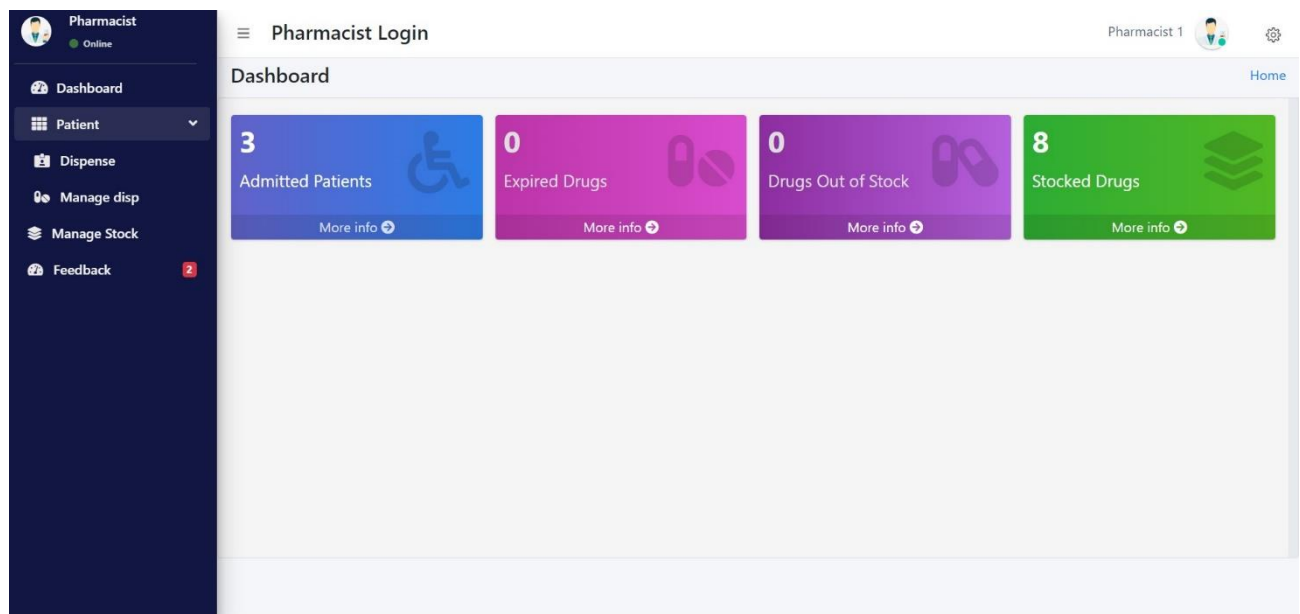 Pharmacist
Online
Dashboard
Patient
Dispense
Manage disp
Manage Stock
Feedback 2
Pharmacist Login
Pharmacist 1
Dashboard
Home
3
Admitted Patients
More info
0
Expired Drugs
More info
0
Drugs Out of Stock
More info
8
Stocked Drugs
More info